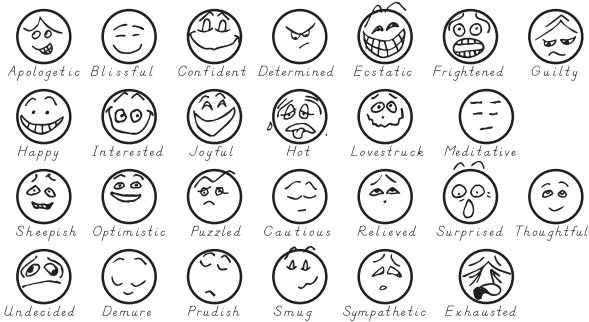 Apologetic Blissful Confident Determined Ecstatic Frightened Guilty
Happy Interested Joyful Hot Lovestruck Meditative
Sheepish Optimistic Puzzled Cautious Relieved Surprised Thoughtful
Undecided Demure Prudish Smug Sympathetic Exhausted